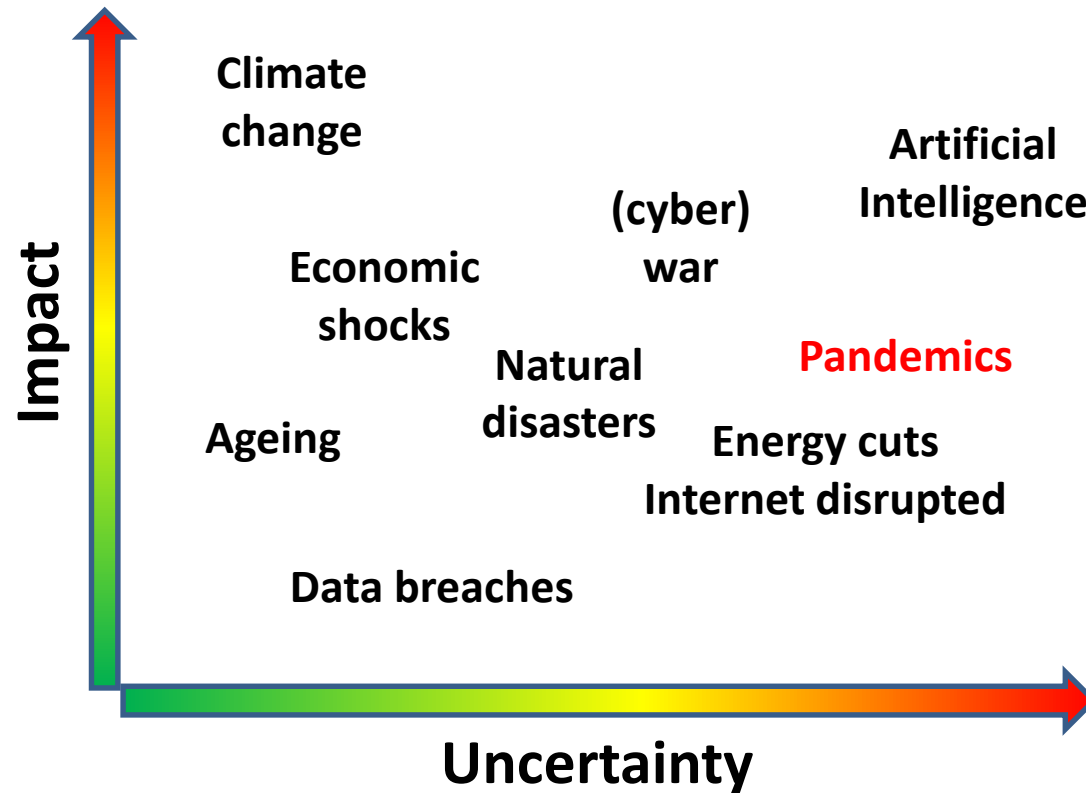 Climate
change
Artificial
Intelligence
(cyber)
war
Economic
shocks
Pandemics
Natural
disasters
Ageing
Energy cuts
Internet disrupted
Data breaches
Impact
Uncertainty